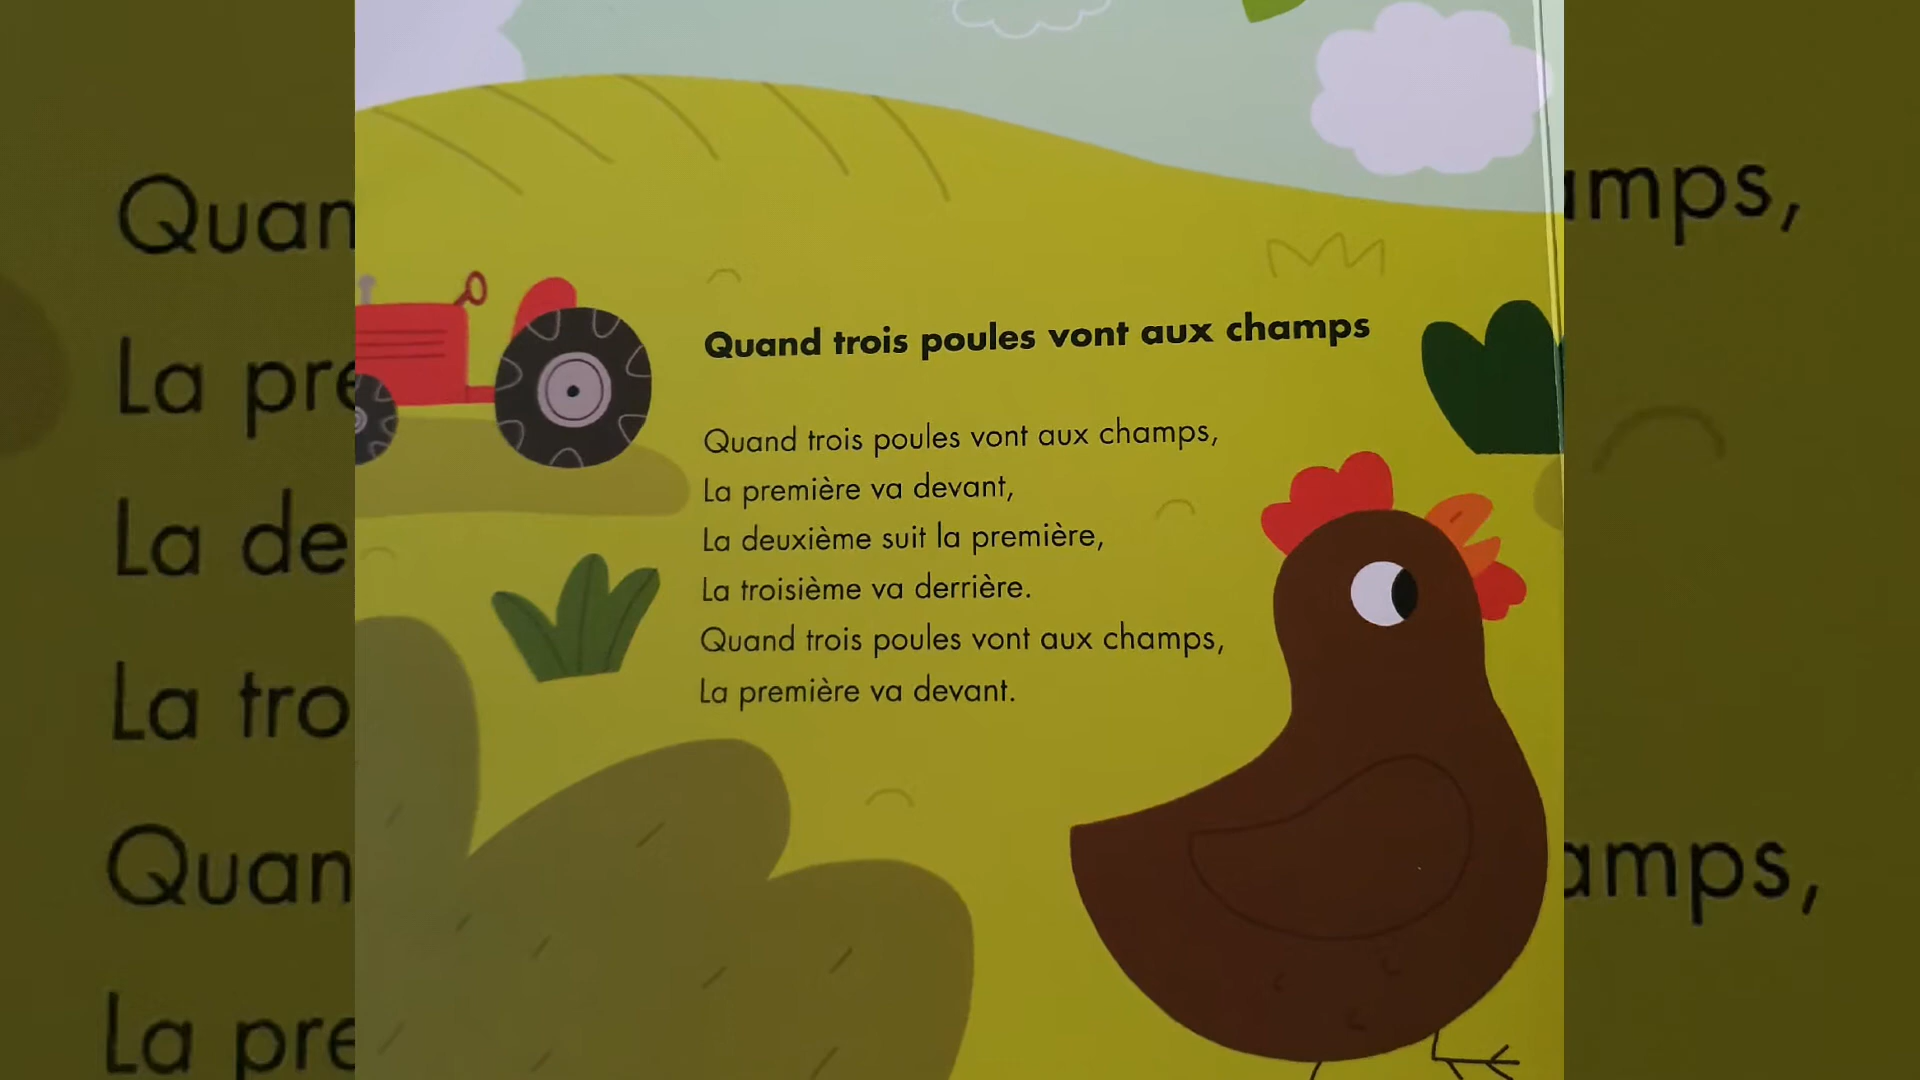 Quand trois poules vont aux champs
Quand trois poules vont aux champs,
La première va devant,
La deuxième suit la première,
La troisième va derrière.
Quand trois poules vont aux champs,
La première va devant.